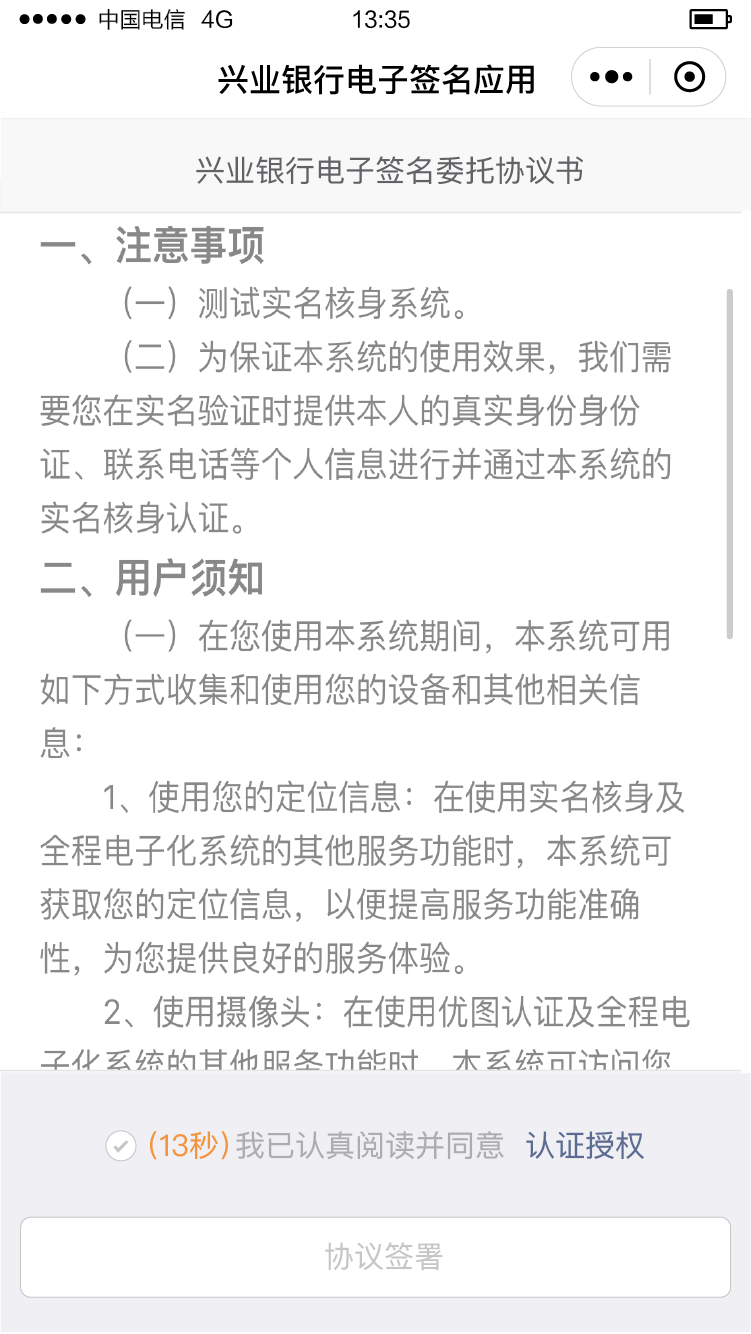 中国电信 4G 13:35
兴业银行电子签名应用
兴业银行电子签名委托协议书
一、注意事项
（一）测试实名核身系统。
（二）为保证本系统的使用效果，我们需
要您在实名验证时提供本人的真实身份身份
证、联系电话等个人信息进行并通过本系统的
实名核身认证。
二、用户须知
（一）在您使用本系统期间，本系统可用
如下方式收集和使用您的设备和其他相关信
息：
1、使用您的定位信息：在使用实名核身及
全程电子化系统的其他服务功能时，本系统可
获取您的定位信息，以便提高服务功能准确
性，为您提供良好的服务体验。
2、使用摄像头：在使用优图认证及全程电
子化系统的其他服务功能时，本系统可访问您
(13秒)我已认真阅读并同意 认证授权
协议签署